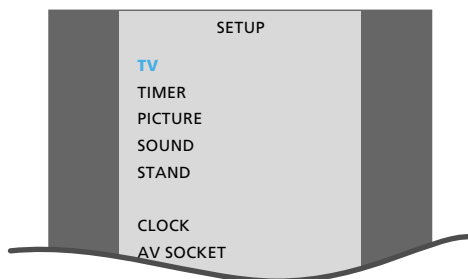 SETUP
TV
TIMER
PICTURE
SOUND
STAND
CLOCK
AV SOCKET